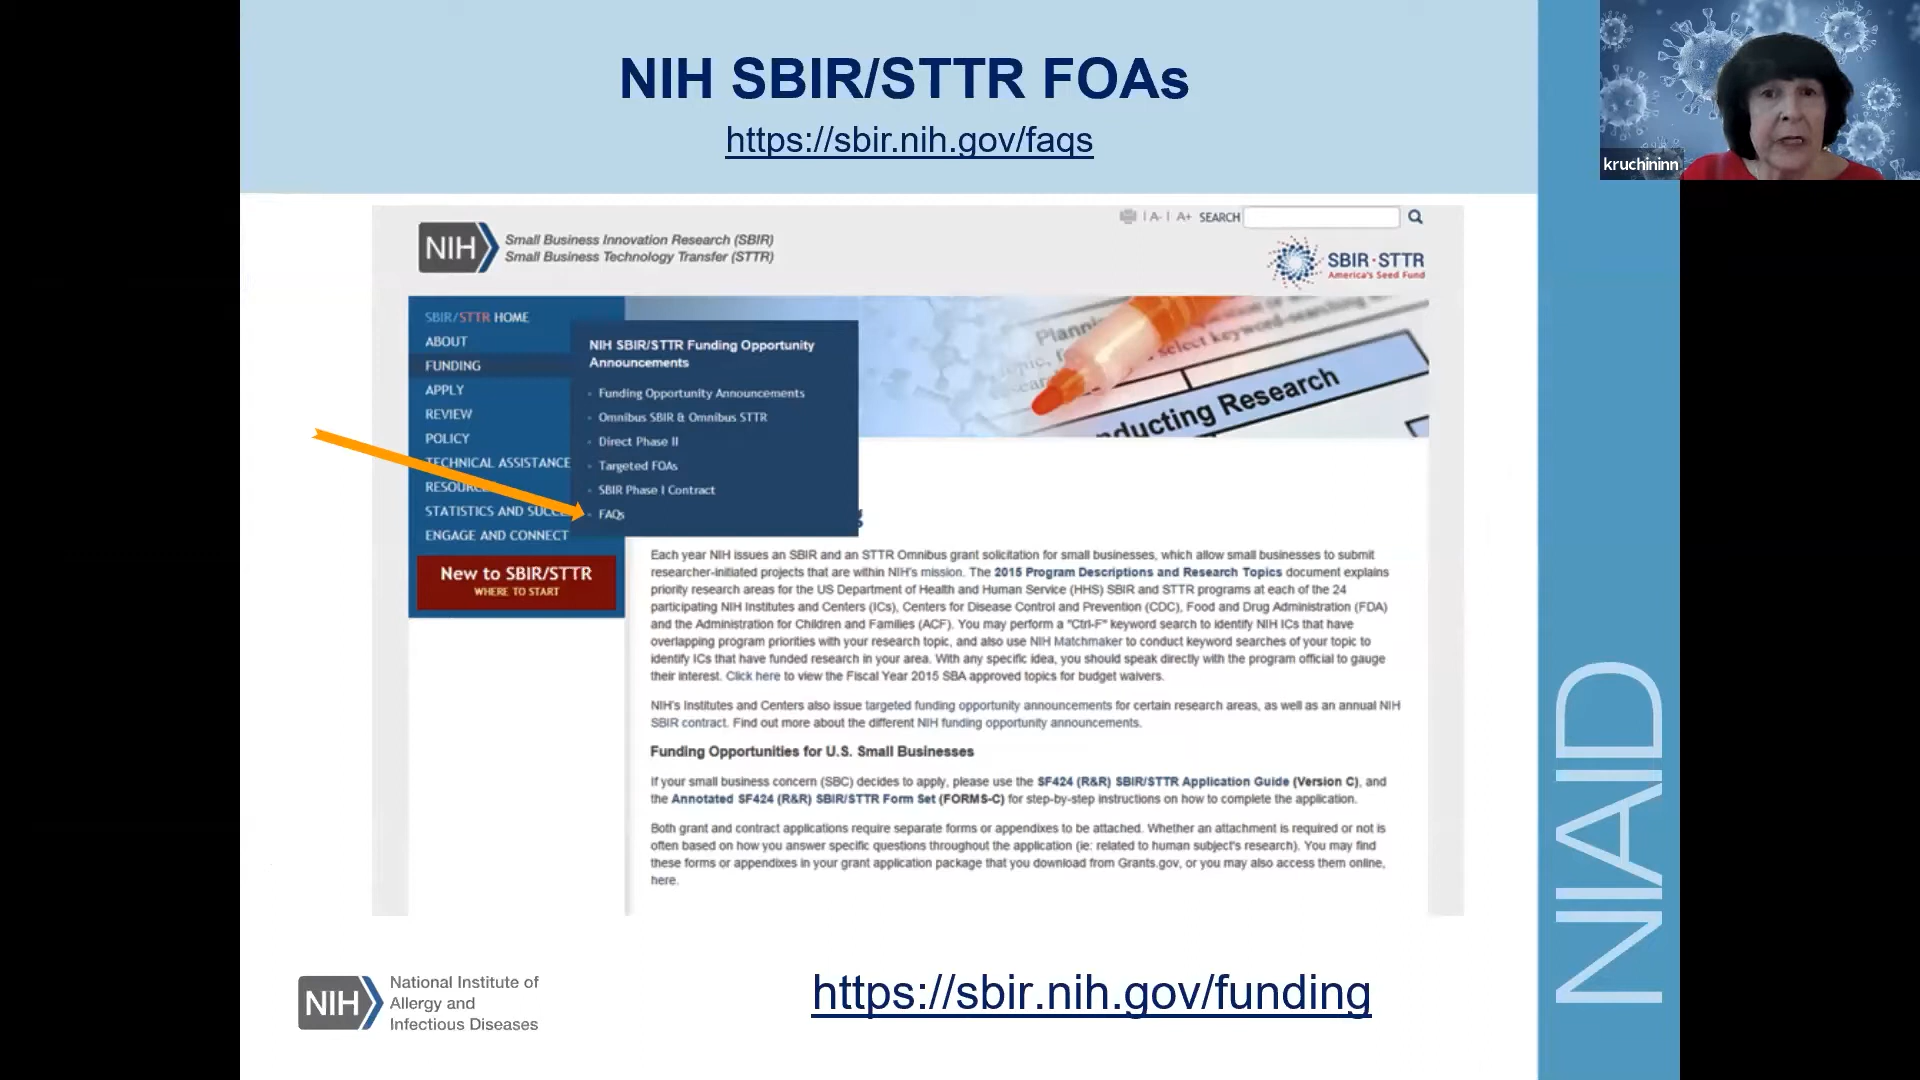 NIH SBIR/STTR FOAs
https://sbir.nih.gov/faqs
kruchininn
NIH
Small Business Innovation Research (SBIR)
Small Business Technology Transfer (STTR)
| A- | A+ SEARCH
SBIR·STTR
America's Seed Fund
SBIR/STTR HOME
ABOUT
FUNDING
APPLY
REVIEW
POLICY
TECHNICAL ASSISTANCE
STATISTICS AND
ENGAGE AND CONNECT
New to SBIR/STTR
WHERE TO START
NIH SBIR/STTR Funding Opportunity
Announcements
Funding Opportunity Announcements
Omnibus SBIR & Omnibus STTR
Direct Phase II
Targeted FOAs
SBIR Phase I Contract
FAQs
select keyword-searching
nducting Research
Each year NIH issues an SBIR and an STTR Omnibus grant solicitation for small businesses, which allow small businesses to submit
researcher-initiated projects that are within NIH's mission. The 2015 Program Descriptions and Research Topics document explains
priority research areas for the US Department of Health and Human Service (HHS) SBIR and STTR programs at each of the 24
participating NIH Institutes and Centers (ICs), Centers for Disease Control and Prevention (CDC), Food and Drug Administration (FDA)
and the Administration for Children and Families (ACF). You may perform a "Ctrl-F" keyword search to identify NIH ICs that have
overlapping program priorities with your research topic, and also use NIH Matchmaker to conduct keyword searches of your topic to
identify ICs that have funded research in your area. With any specific idea, you should speak directly with the program official to gauge
their interest. Click here to view the Fiscal Year 2015 SBA approved topics for budget waivers.
NIH's Institutes and Centers also issue targeted funding opportunity announcements for certain research areas, as well as an annual NIH
SBIR contract. Find out more about the different NIH funding opportunity announcements.
Funding Opportunities for U.S. Small Businesses
If your small business concern (SBC) decides to apply, please use the SF424 (R&R) SBIR/STTR Application Guide (Version C), and
the Annotated SF424 (R&R) SBIR/STTR Form Set (FORMS-C) for step-by-step instructions on how to complete the application.
Both grant and contract applications require separate forms or appendixes to be attached. Whether an attachment is required or not is
often based on how you answer specific questions throughout the application (ie: related to human subject's research). You may find
these forms or appendixes in your grant application package that you download from Grants.gov, or you may also access them online,
here.
NIH
National Institute of
Allergy and
Infectious Diseases
https://sbir.nih.gov/funding
NIAID